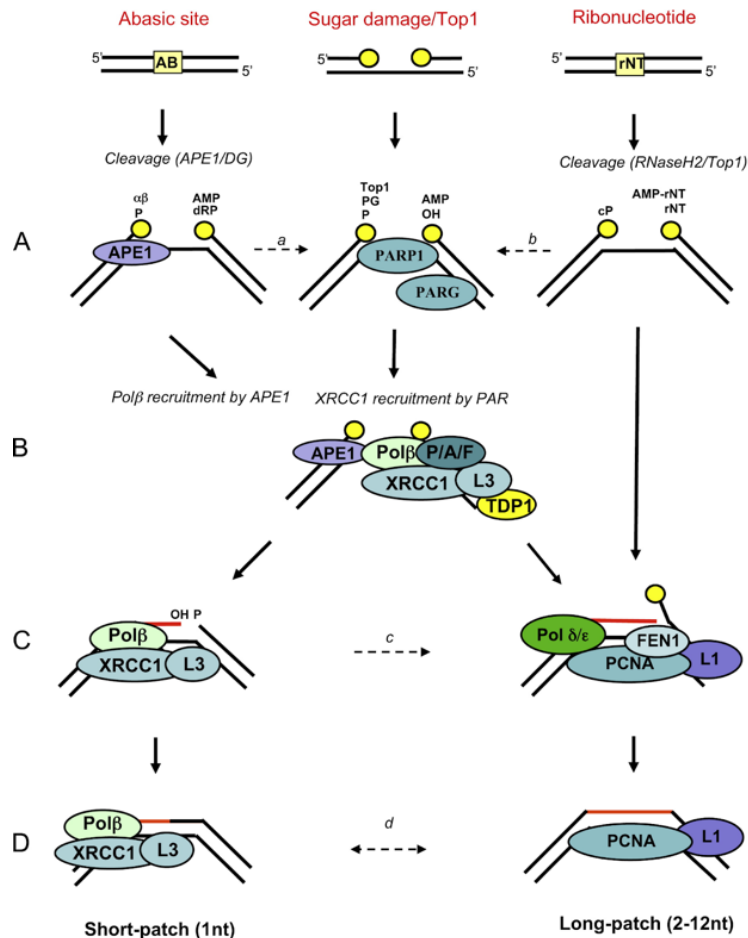 Abasic site
Sugar damage/Top1
Ribonucleotide
5'
AB
5'
5'
5'
5'
rNT
5'
Cleavage (APE1/DG)
Cleavage (RNaseH2/Top1)
A
αβ
P
AMP
dRP
APE1
a
Top1
PG
P
AMP
OH
PARP1
PARG
b
cP
AMP-rNT
rNT
Polβ recruitment by APE1
XRCC1 recruitment by PAR
B
APE1
Polβ
P/A/F
XRCC1
L3
TDP1
C
OH P
Polβ
XRCC1
L3
c
Pol δ/ε
FEN1
PCNA
L1
D
Polβ
XRCC1
L3
d
PCNA
L1
Short-patch (1nt)
Long-patch (2-12nt)